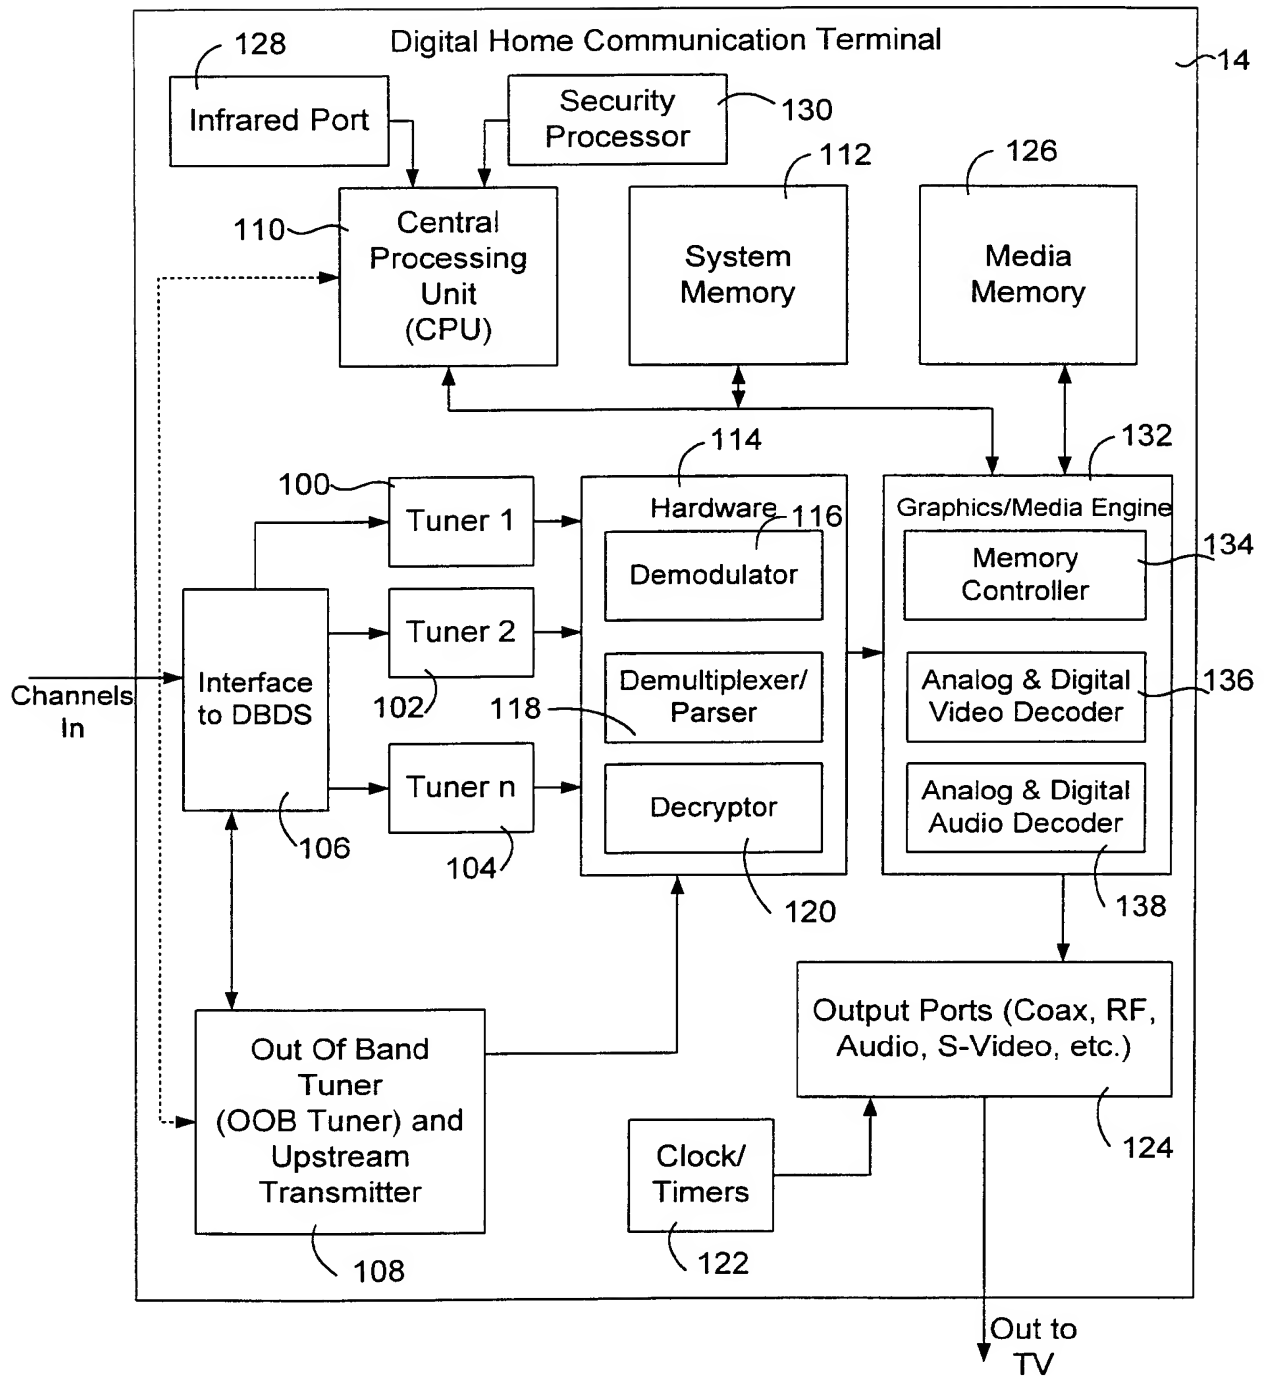 Digital Home Communication Terminal
14
128
Infrared Port
Security
Processor
130
112
126
110
Central
Processing
Unit
(CPU)
System
Memory
Media
Memory
100
Tuner 1
114
Hardware
116
Demodulator
132
Graphics/Media Engine
Memory
Controller
134
Channels
In
Interface
to DBDS
106
Tuner 2
102
Demultiplexer/
Parser
118
Analog & Digital
Video Decoder
136
Tuner n
104
Decryptor
120
Analog & Digital
Audio Decoder
138
Out Of Band
Tuner
(OOB Tuner) and
Upstream
Transmitter
108
Output Ports (Coax, RF,
Audio, S-Video, etc.)
124
Clock/
Timers
122
Out to
TV